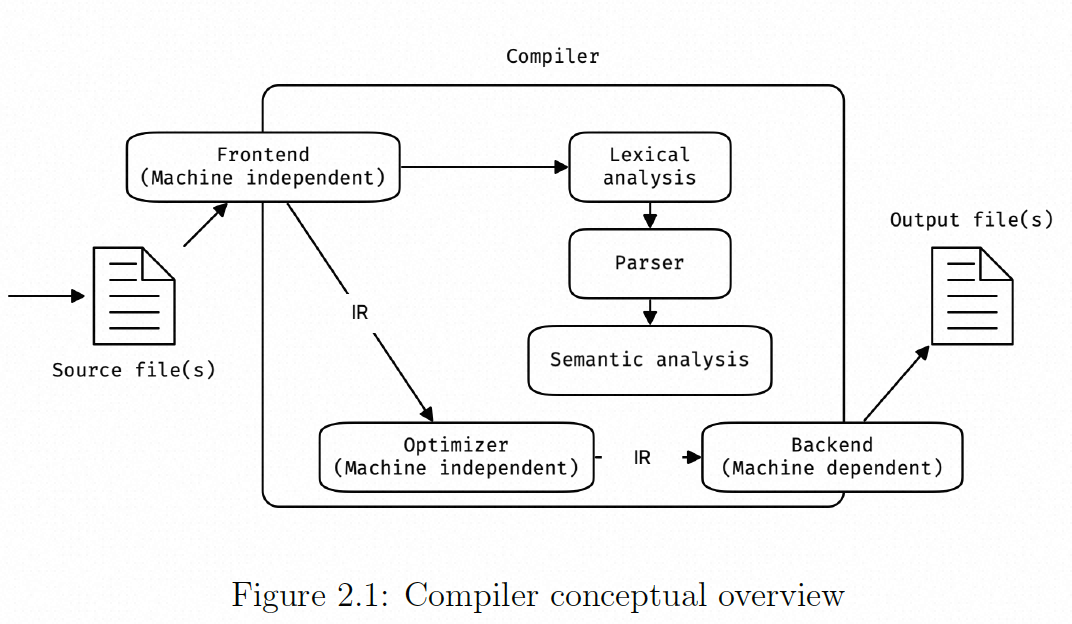 Compiler
Frontend
(Machine independent)
Lexical
analysis
Parser
Semantic analysis
Source file(s)
Output file(s)
IR
Optimizer
(Machine independent)
IR
Backend
(Machine dependent)
Figure 2.1: Compiler conceptual overview